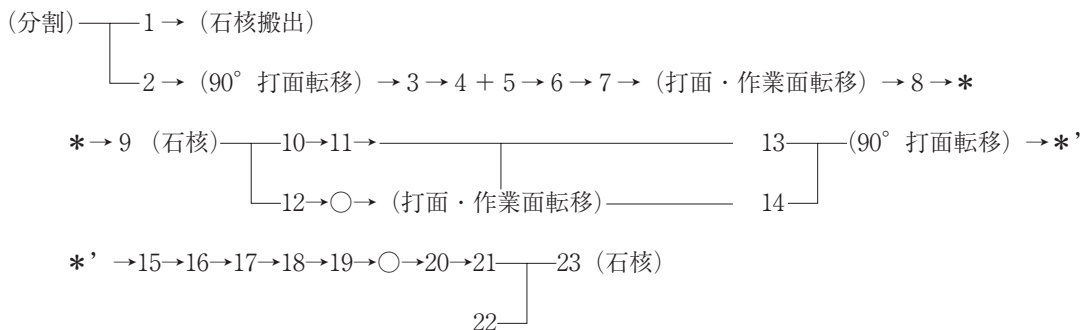 (分割) 1→(石核搬出)
2→(90°打面転移)→3→4+5→6→7→(打面・作業面転移)→8→*
*→9(石核) 10→11→ 13 (90°打面転移)→*’
12→○→(打面・作業面転移) 14
*’→15→16→17→18→19→○→20→21 23(石核)
22